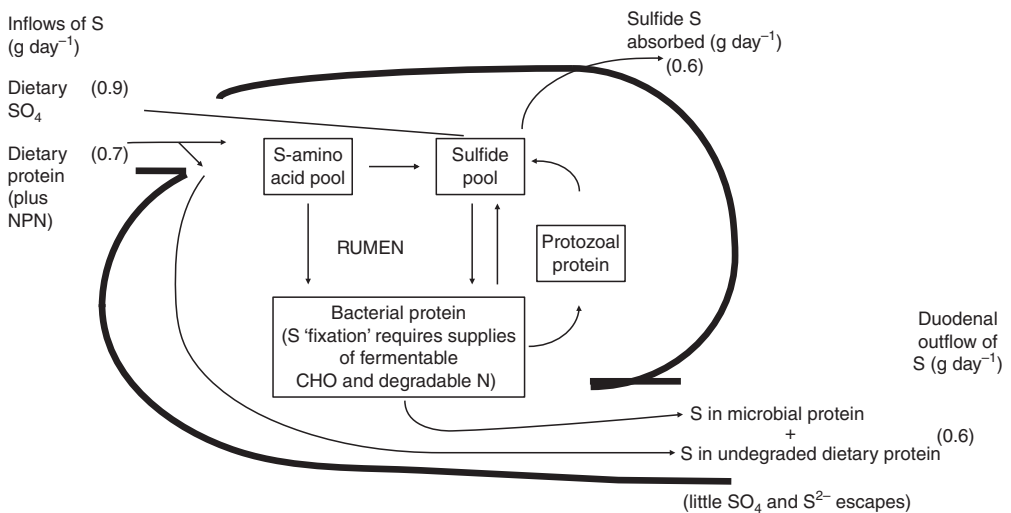 Inflows of S
(g day⁻¹)
Dietary (0.9)
SO₄
Dietary (0.7)
protein
(plus
NPN)
Sulfide S
absorbed (g day⁻¹)
(0.6)
S-amino
acid pool
Sulfide
pool
RUMEN
Protozoal
protein
Bacterial protein
(S ‘fixation’ requires supplies
of fermentable
CHO and degradable N)
Duodenal
outflow of
S (g day⁻¹)
S in microbial protein
+
(0.6)
S in undegraded dietary protein
(little SO₄ and S²⁻ escapes)